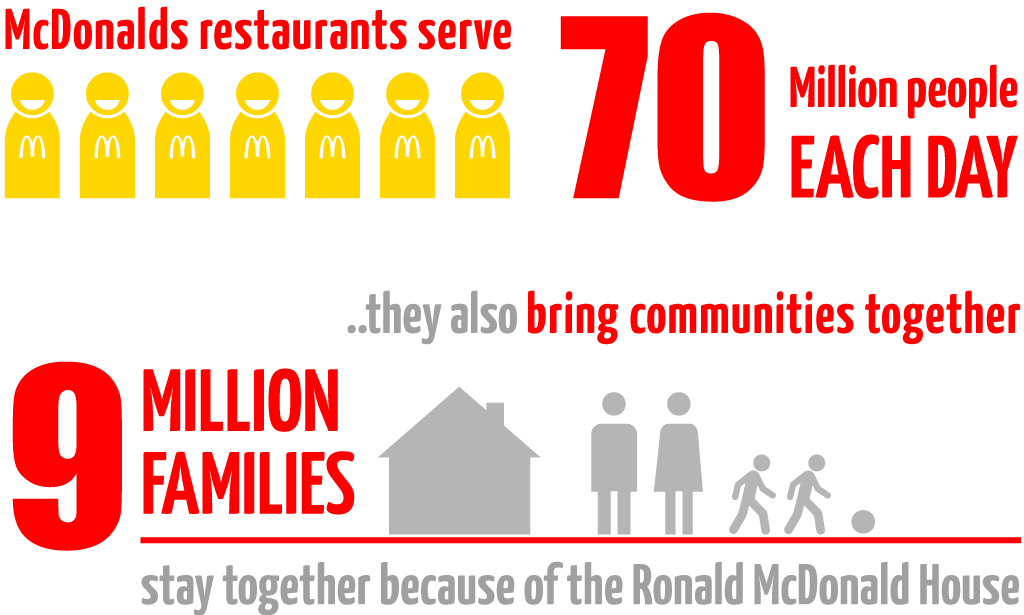 McDonalds restaurants serve
70
Million people
EACH DAY
..they also bring communities together
9
MILLION
FAMILIES
stay together because of the Ronald McDonald House